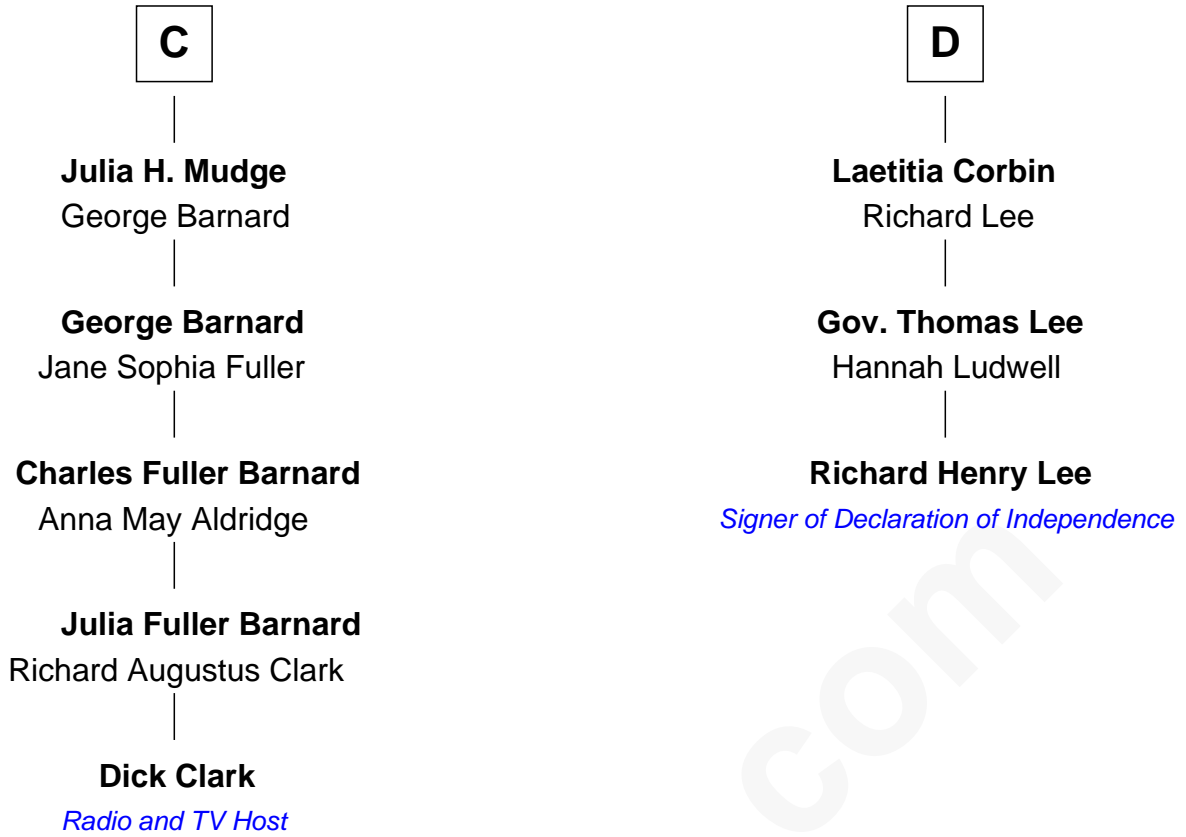 C
Julia H. Mudge
George Barnard
George Barnard
Jane Sophia Fuller
Charles Fuller Barnard
Anna May Aldridge
Julia Fuller Barnard
Richard Augustus Clark
Dick Clark
Radio and TV Host
D
Laetitia Corbin
Richard Lee
Gov. Thomas Lee
Hannah Ludwell
Richard Henry Lee
Signer of Declaration of Independence
com